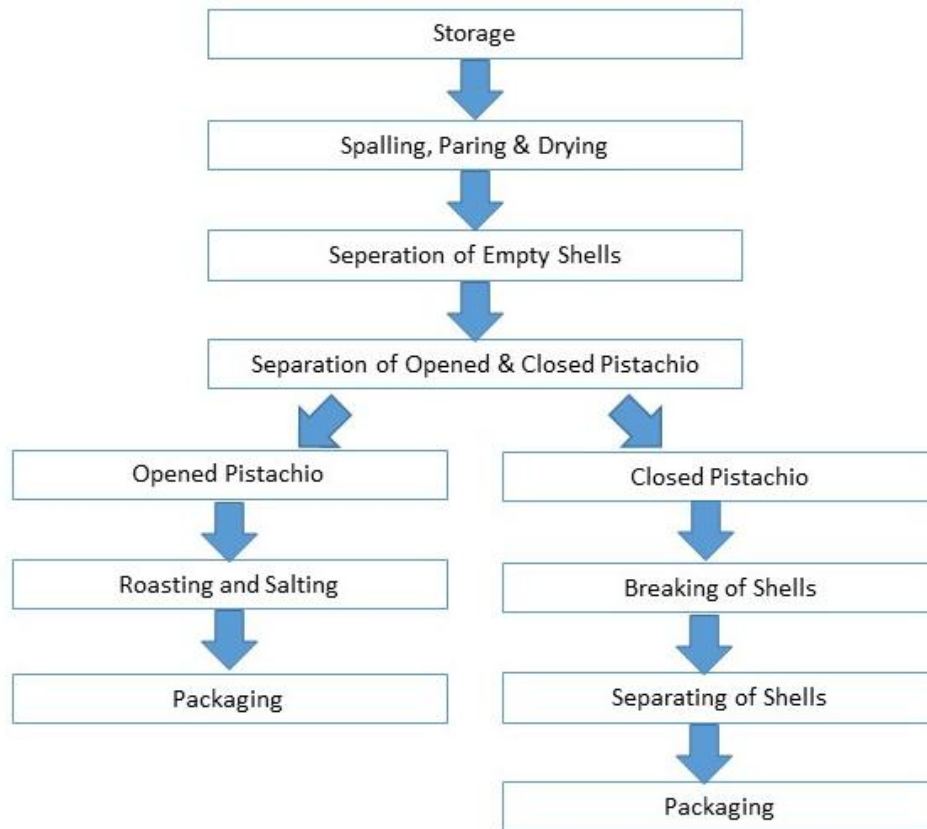 Storage
Spalling, Paring & Drying
Seperation of Empty Shells
Separation of Opened & Closed Pistachio
Opened Pistachio
Roasting and Salting
Packaging
Closed Pistachio
Breaking of Shells
Separating of Shells
Packaging